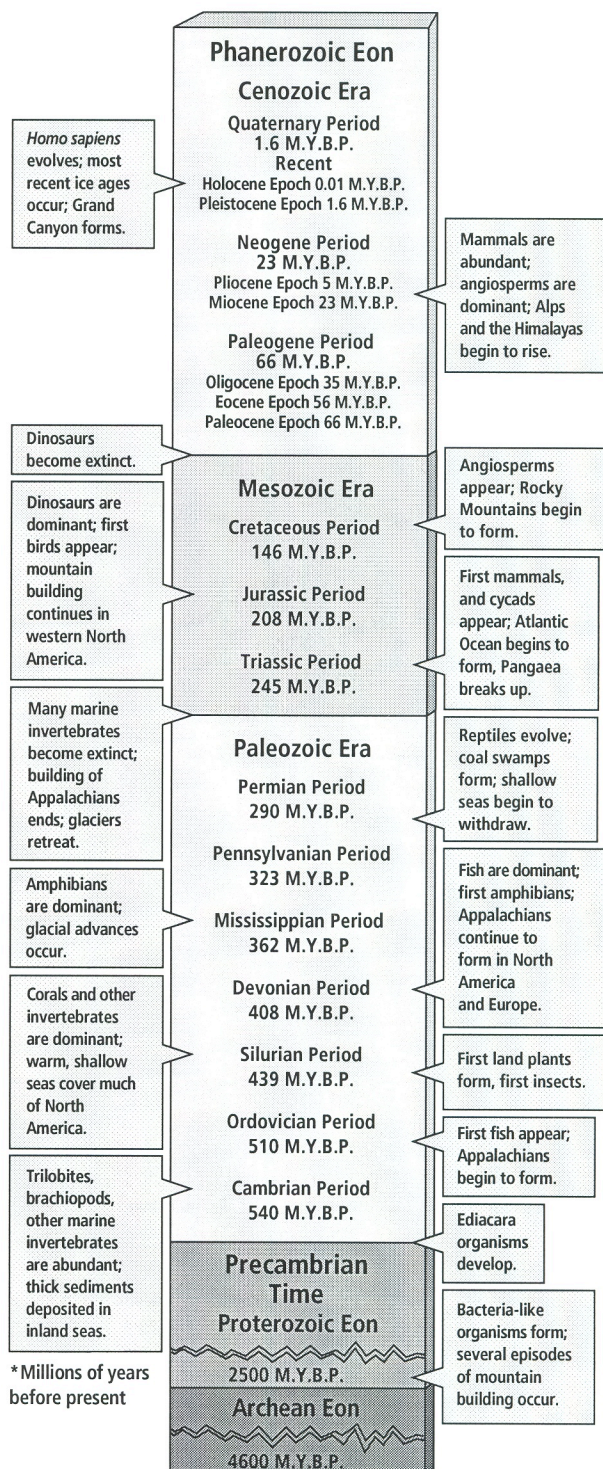 Phanerozoic Eon
Cenozoic Era
Quaternary Period
1.6 M.Y.B.P.
Recent
Holocene Epoch 0.01 M.Y.B.P.
Pleistocene Epoch 1.6 M.Y.B.P.
Homo sapiens
evolves; most
recent ice ages
occur; Grand
Canyon forms.
Neogene Period
23 M.Y.B.P.
Pliocene Epoch 5 M.Y.B.P.
Miocene Epoch 23 M.Y.B.P.
Mammals are
abundant;
angiosperms are
dominant; Alps
and the Himalayas
begin to rise.
Paleogene Period
66 M.Y.B.P.
Oligocene Epoch 35 M.Y.B.P.
Eocene Epoch 56 M.Y.B.P.
Paleocene Epoch 66 M.Y.B.P.
Dinosaurs
become extinct.
Mesozoic Era
Cretaceous Period
146 M.Y.B.P.
Angiosperms
appear; Rocky
Mountains begin
to form.
Dinosaurs are
dominant; first
birds appear;
mountain
building
continues in
western North
America.
Jurassic Period
208 M.Y.B.P.
Triassic Period
245 M.Y.B.P.
First mammals,
and cycads
appear; Atlantic
Ocean begins to
form, Pangaea
breaks up.
Many marine
invertebrates
become extinct;
building of
Appalachians
ends; glaciers
retreat.
Paleozoic Era
Permian Period
290 M.Y.B.P.
Reptiles evolve;
coal swamps
form; shallow
seas begin to
withdraw.
Pennsylvanian Period
323 M.Y.B.P.
Amphibians
are dominant;
glacial advances
occur.
Mississippian Period
362 M.Y.B.P.
Fish are dominant;
first amphibians;
Appalachians
continue to
form in North
America
and Europe.
Devonian Period
408 M.Y.B.P.
Corals and other
invertebrates
are dominant;
warm, shallow
seas cover much
of North
America.
Silurian Period
439 M.Y.B.P.
First land plants
form, first insects.
Ordovician Period
510 M.Y.B.P.
First fish appear;
Appalachians
begin to form.
Trilobites,
brachiopods,
other marine
invertebrates
are abundant;
thick sediments
deposited in
inland seas.
Cambrian Period
540 M.Y.B.P.
Ediacara
organisms
develop.
Precambrian
Time
Proterozoic Eon
2500 M.Y.B.P.
Bacteria-like
organisms form;
several episodes
of mountain
building occur.
*Millions of years
before present
Archean Eon
4600 M.Y.B.P.